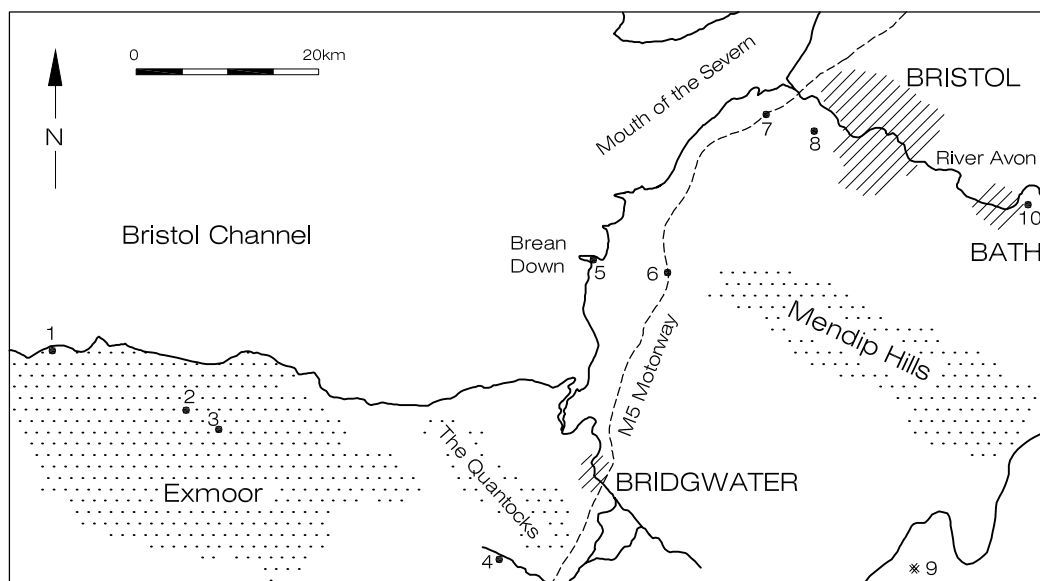 0 20km
N
Mouth of the Severn
BRISTOL
7
8
River Avon
10
BATH
Bristol Channel
Brean
Down
5
6
Mendip Hills
M5 Motorway
1
2
3
Exmoor
The Quantocks
BRIDGWATER
4
9